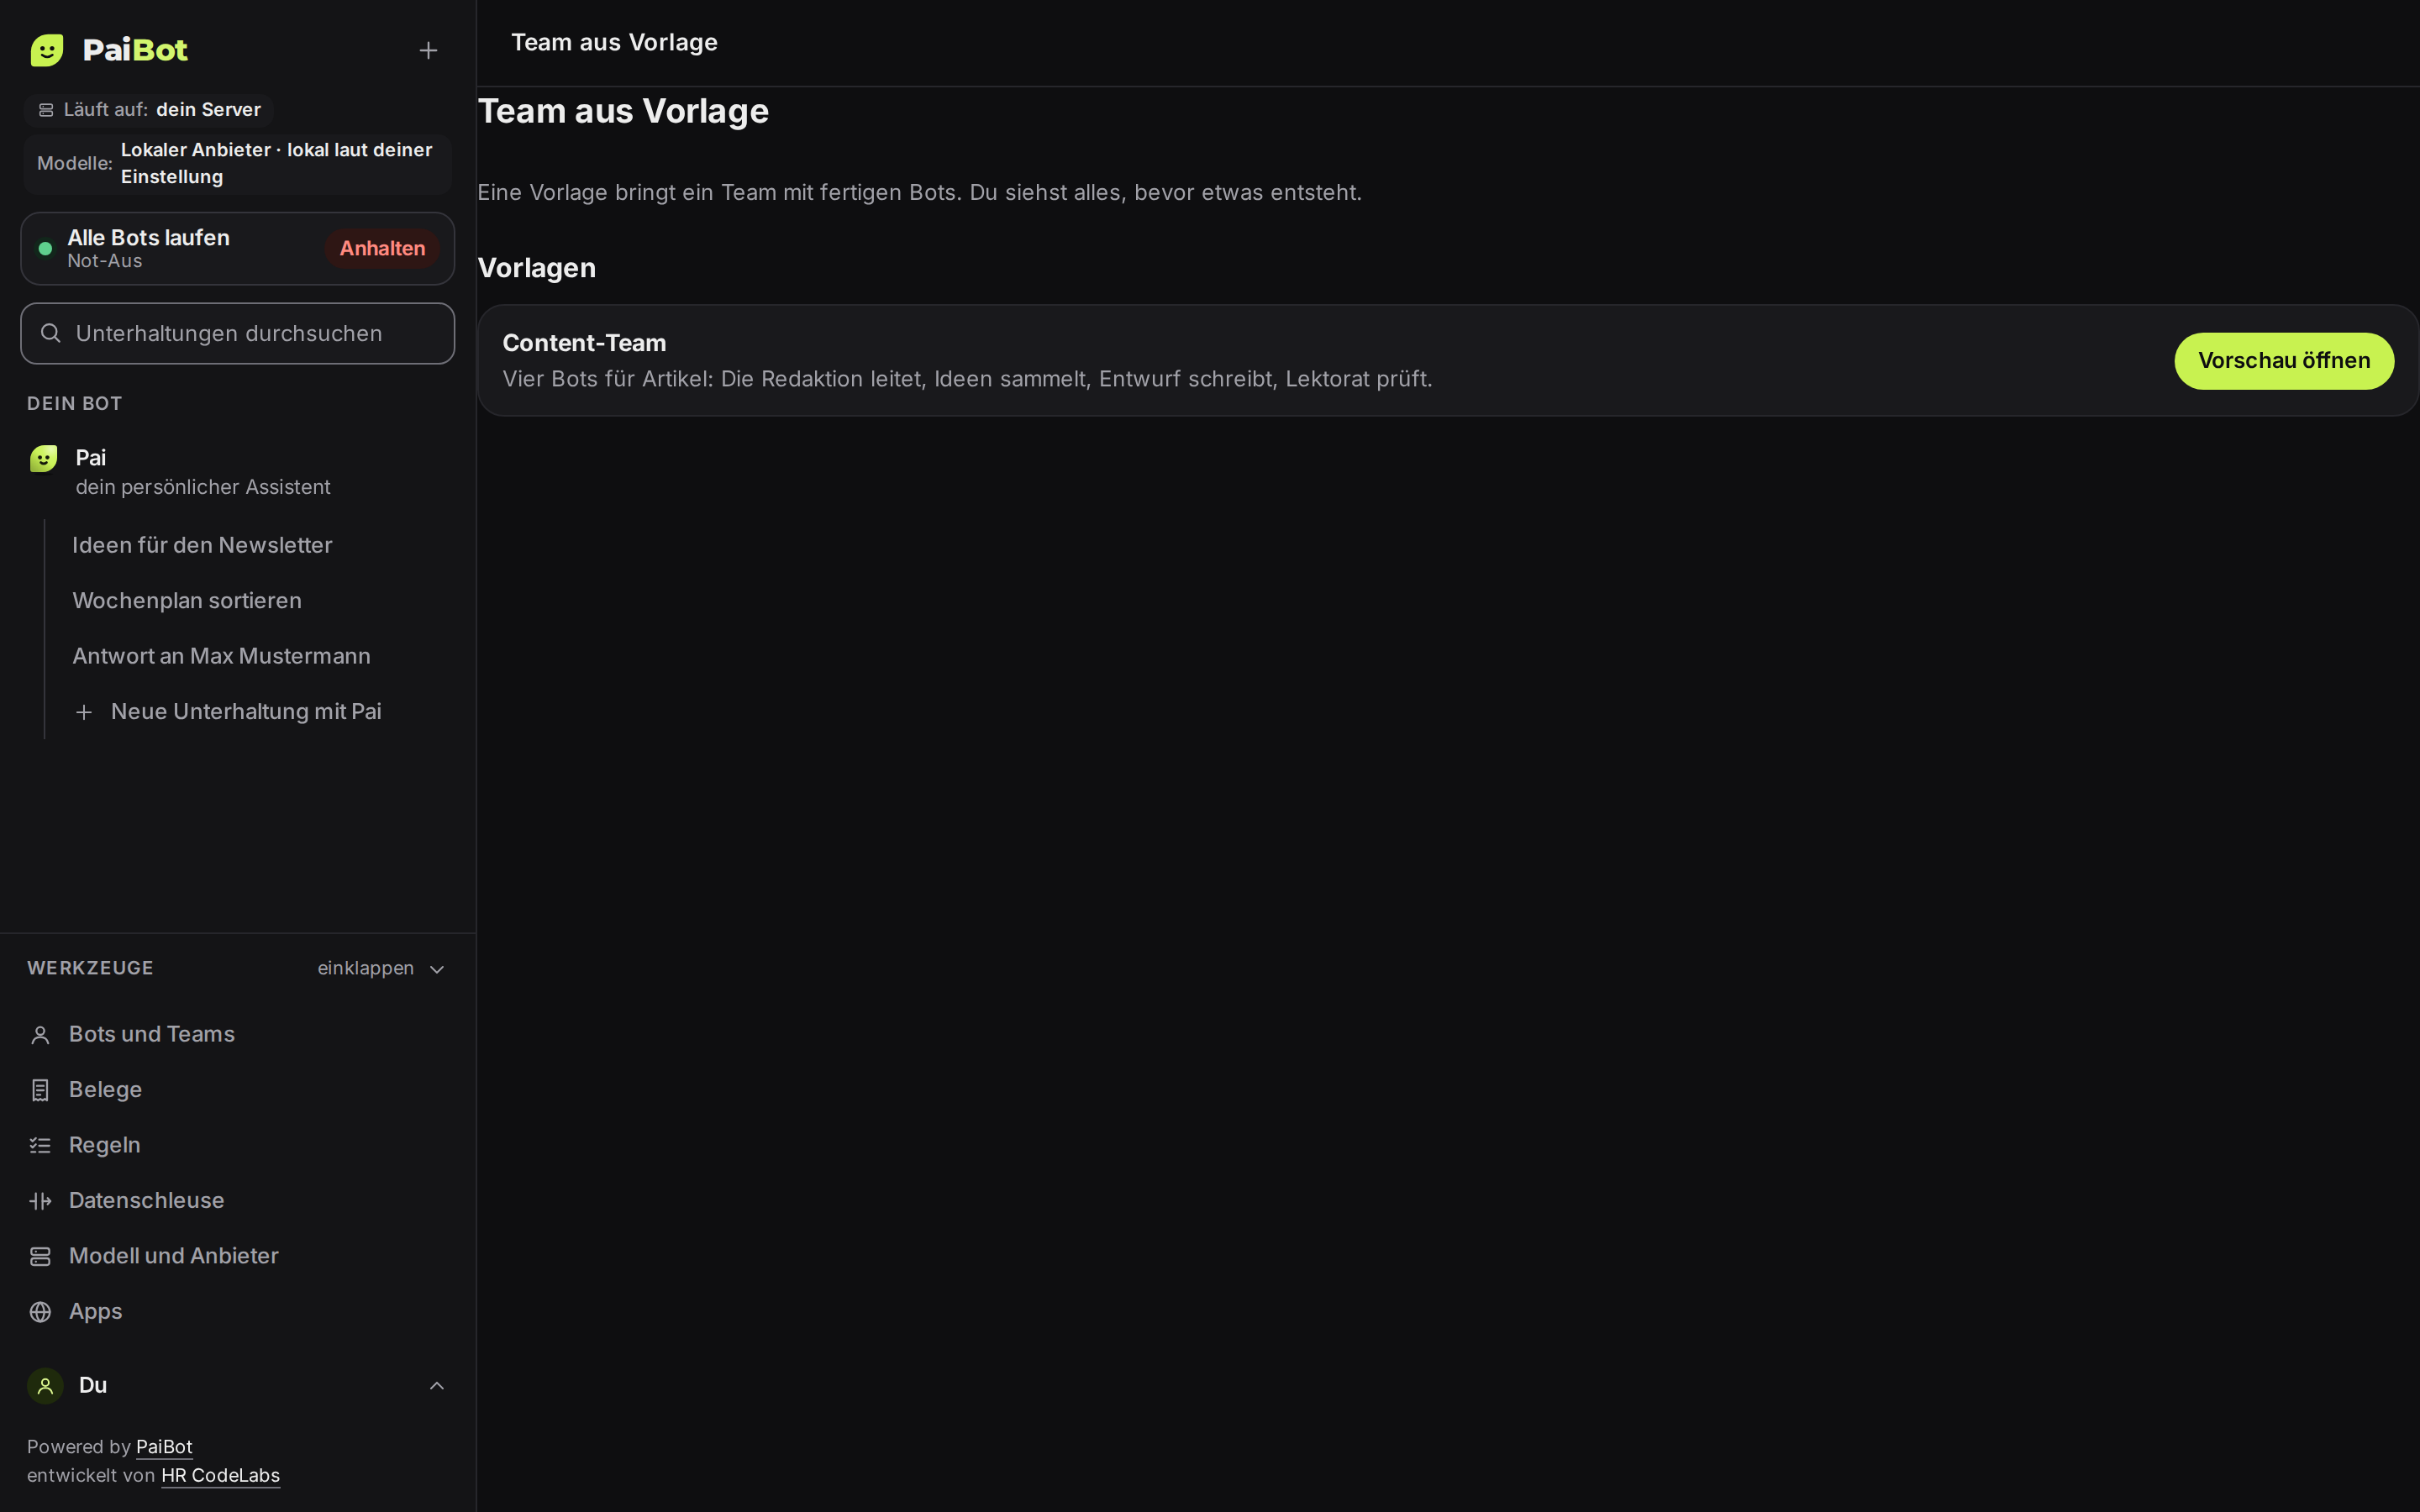 PaiBot
Läuft auf: dein Server
Modelle: Lokaler Anbieter · lokal laut deiner
Einstellung
Alle Bots laufen
Not-Aus
Anhalten
Unterhaltungen durchsuchen
DEIN BOT
Pai
dein persönlicher Assistent
Ideen für den Newsletter
Wochenplan sortieren
Antwort an Max Mustermann
Neue Unterhaltung mit Pai
WERKZEUGE
einklappen
Bots und Teams
Belege
Regeln
Datenschleuse
Modell und Anbieter
Apps
Du
Powered by PaiBot
entwickelt von HR CodeLabs
Team aus Vorlage
Team aus Vorlage
Eine Vorlage bringt ein Team mit fertigen Bots. Du siehst alles, bevor etwas entsteht.
Vorlagen
Content-Team
Vier Bots für Artikel: Die Redaktion leitet, Ideen sammelt, Entwurf schreibt, Lektorat prüft.
Vorschau öffnen